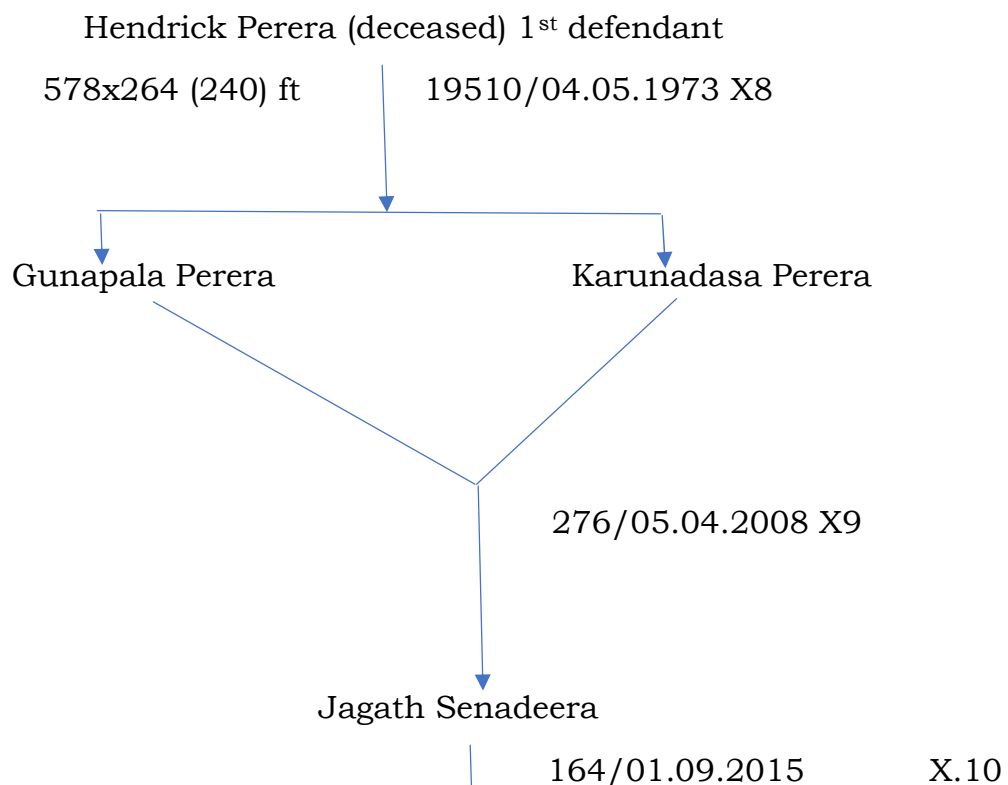 Hendrick Perera (deceased) 1st defendant
578x264 (240) ft 19510/04.05.1973 X8
Gunapala Perera Karunadasa Perera
276/05.04.2008 X9
Jagath Senadeera
164/01.09.2015 X.10